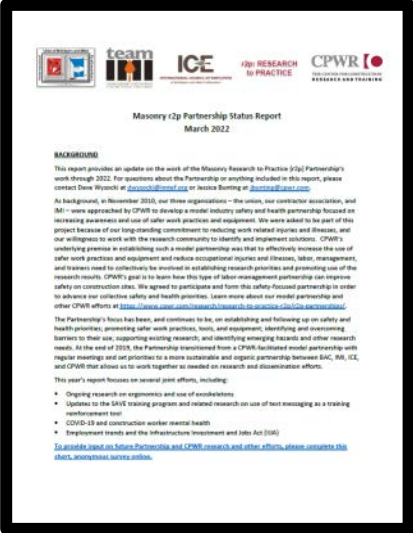 team
IMI
ICE
r2p: RESEARCH
to PRACTICE
CPWR
THE CENTER FOR CONSTRUCTION
RESEARCH AND TRAINING
Masonry r2p Partnership Status Report
March 2022
BACKGROUND
This report provides an update on the work of the Masonry Research to Practice (r2p) Partnership's
work through 2022. For questions about the Partnership or anything included in this report, please
contact Dave Wysocki at dwysocki@imtef.org or Jessica Bunting at jbunting@cpwr.com.
As background, in November 2010, our three organizations – the union, our contractor association, and
IMI – were approached by CPWR to develop a model industry safety and health partnership focused on
increasing awareness and use of safer work practices and equipment. We were asked to be part of this
project because of our long-standing commitment to reducing work related injuries and illnesses, and
our willingness to work with the research community to identify and implement solutions. CPWR's
underlying premise in establishing such a model partnership was that to effectively increase the use of
safer work practices and equipment and reduce occupational injuries and illnesses, labor, management,
and trainers need to collectively be involved in establishing research priorities and promoting use of the
research results. CPWR's goal is to learn how this type of labor-management partnership can improve
safety on construction sites. We agreed to participate and form this safety-focused partnership in order
to advance our collective safety and health priorities. Learn more about our model partnership and
other CPWR efforts at https://www.cpwr.com/research/research-to-practice-r2p/r2p-partnerships/.
The Partnership's focus has been, and continues to be, on establishing and following up on safety and
health priorities; promoting safer work practices, tools, and equipment; identifying and overcoming
barriers to their use; supporting existing research; and identifying emerging hazards and other research
needs. At the end of 2019, the Partnership transitioned from a CPWR-facilitated model partnership with
regular meetings and set priorities to a more sustainable and organic partnership between BAC, IMI, ICE,
and CPWR that allows us to work together as needed on research and dissemination efforts.
This year's report focuses on several joint efforts, including:
• Ongoing research on ergonomics and use of exoskeletons
• Updates to the SAVE training program and related research on use of text messaging as a training
reinforcement tool
• COVID-19 and construction worker mental health
• Employment trends and the Infrastructure Investment and Jobs Act (IIJA)
To provide input on future Partnership and CPWR research and other efforts, please complete this
short, anonymous survey online.